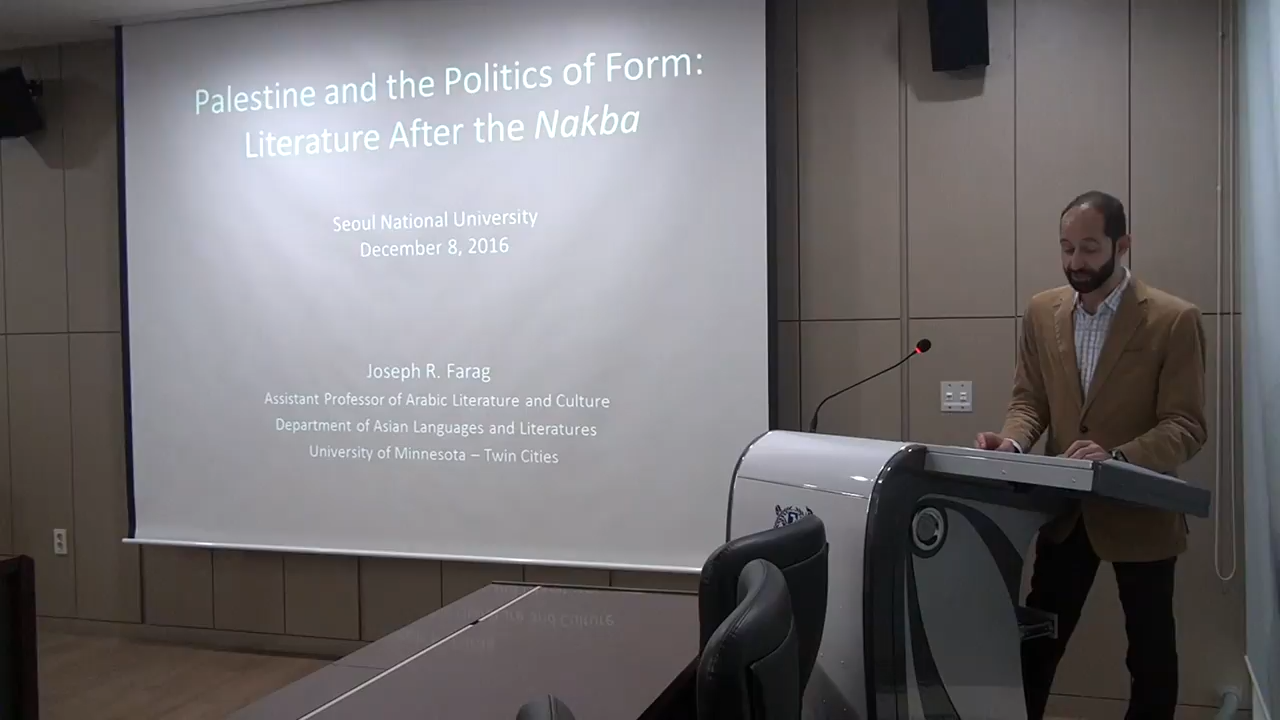 Palestine and the Politics of Form:
Literature After the Nakba
Seoul National University
December 8, 2016
Joseph R. Farag
Assistant Professor of Arabic Literature and Culture
Department of Asian Languages and Literatures
University of Minnesota – Twin Cities